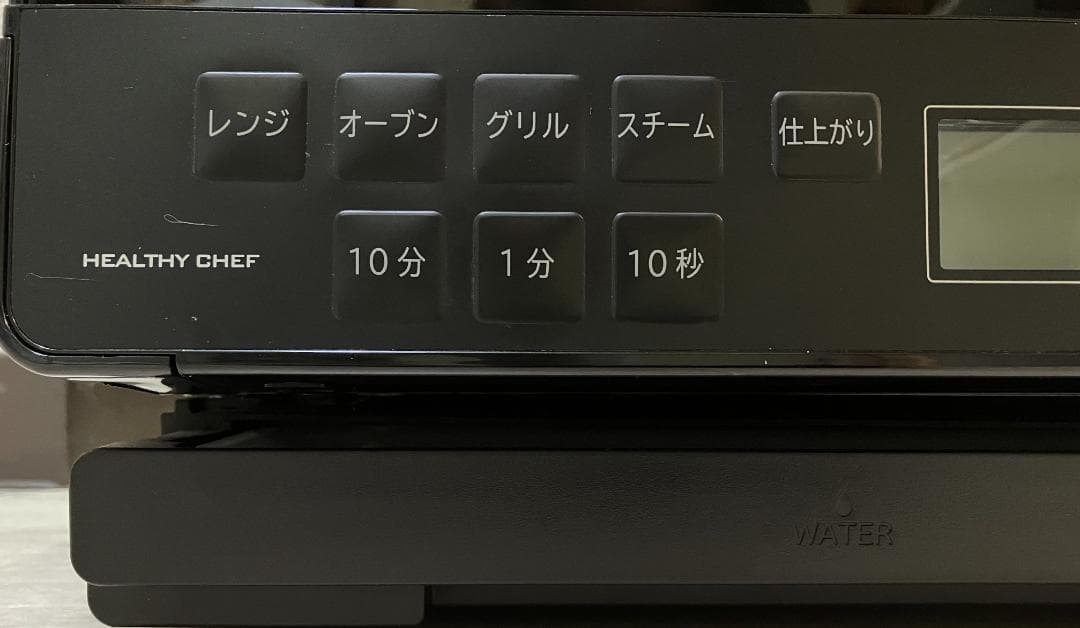 レンジ オーブン グリル スチーム 仕上がり
10分 1分 10秒
HEALTHY CHEF
WATER